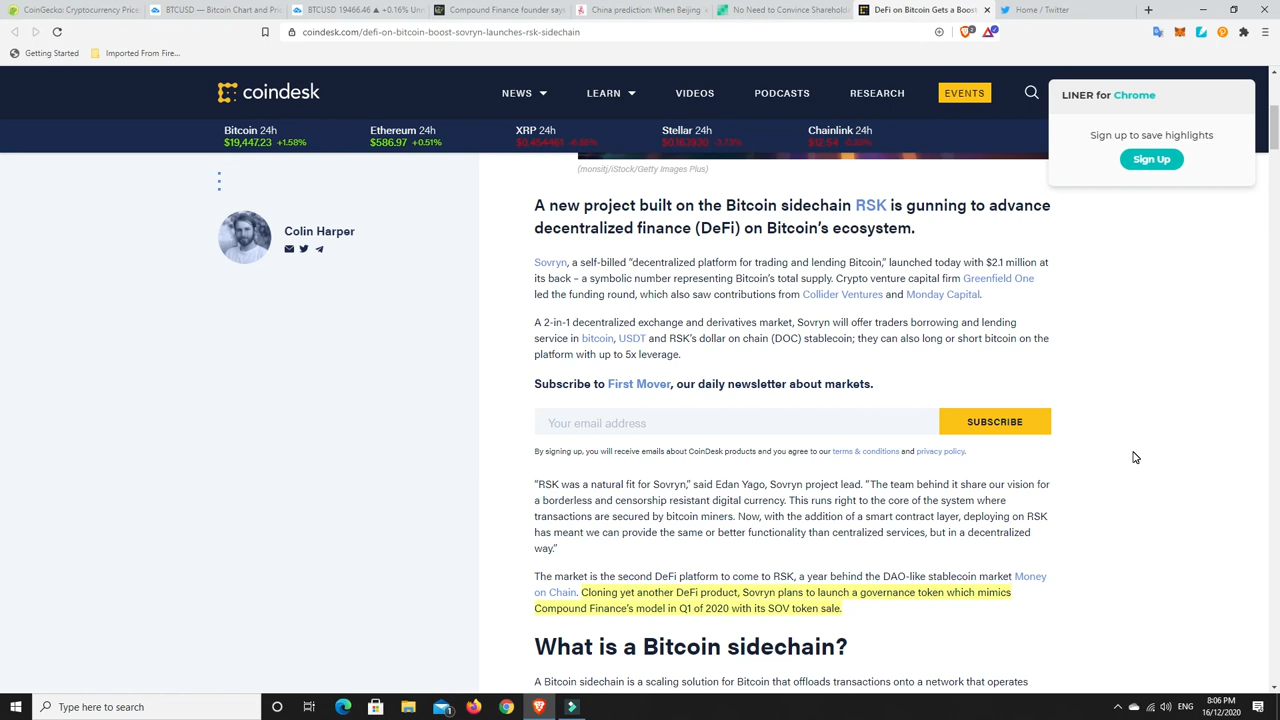 CoinGecko: Cryptocurrency Price
BTCUSD — Bitcoin Chart and Pri
BTCUSD 19466.46 ▲ +0.16% Unn
Compound Finance founder says
China prediction: When Beijing
No Need to Convince Shareholde
DeFi on Bitcoin Gets a Boost
Home / Twitter
coindesk.com/defi-on-bitcoin-boost-sovryn-launches-rsk-sidechain
Getting Started
Imported From Fire...
coindesk
NEWS
LEARN
VIDEOS
PODCASTS
RESEARCH
EVENTS
LINER for Chrome
Sign up to save highlights
Sign Up
Bitcoin 24h
$19,447.23 +1.58%
Ethereum 24h
$586.97 +0.51%
XRP 24h
Stellar 24h
Chainlink 24h
$12.54
(monsitj/iStock/Getty Images Plus)
Colin Harper
A new project built on the Bitcoin sidechain RSK is gunning to advance
decentralized finance (DeFi) on Bitcoin's ecosystem.
Sovryn, a self-billed “decentralized platform for trading and lending Bitcoin,” launched today with $2.1 million at
its back – a symbolic number representing Bitcoin's total supply. Crypto venture capital firm Greenfield One
led the funding round, which also saw contributions from Collider Ventures and Monday Capital.
A 2-in-1 decentralized exchange and derivatives market, Sovryn will offer traders borrowing and lending
service in bitcoin, USDT and RSK's dollar on chain (DOC) stablecoin; they can also long or short bitcoin on the
platform with up to 5x leverage.
Subscribe to First Mover, our daily newsletter about markets.
Your email address
SUBSCRIBE
By signing up, you will receive emails about CoinDesk products and you agree to our terms & conditions and privacy policy.
“RSK was a natural fit for Sovryn,” said Edan Yago, Sovryn project lead. “The team behind it share our vision for
a borderless and censorship resistant digital currency. This runs right to the core of the system where
transactions are secured by bitcoin miners. Now, with the addition of a smart contract layer, deploying on RSK
has meant we can provide the same or better functionality than centralized services, but in a decentralized
way.”
The market is the second DeFi platform to come to RSK, a year behind the DAO-like stablecoin market Money
on Chain. Cloning yet another DeFi product, Sovryn plans to launch a governance token which mimics
Compound Finance's model in Q1 of 2020 with its SOV token sale.
What is a Bitcoin sidechain?
A Bitcoin sidechain is a scaling solution for Bitcoin that offloads transactions onto a network that operates
Type here to search
ENG
8:06 PM
16/12/2020